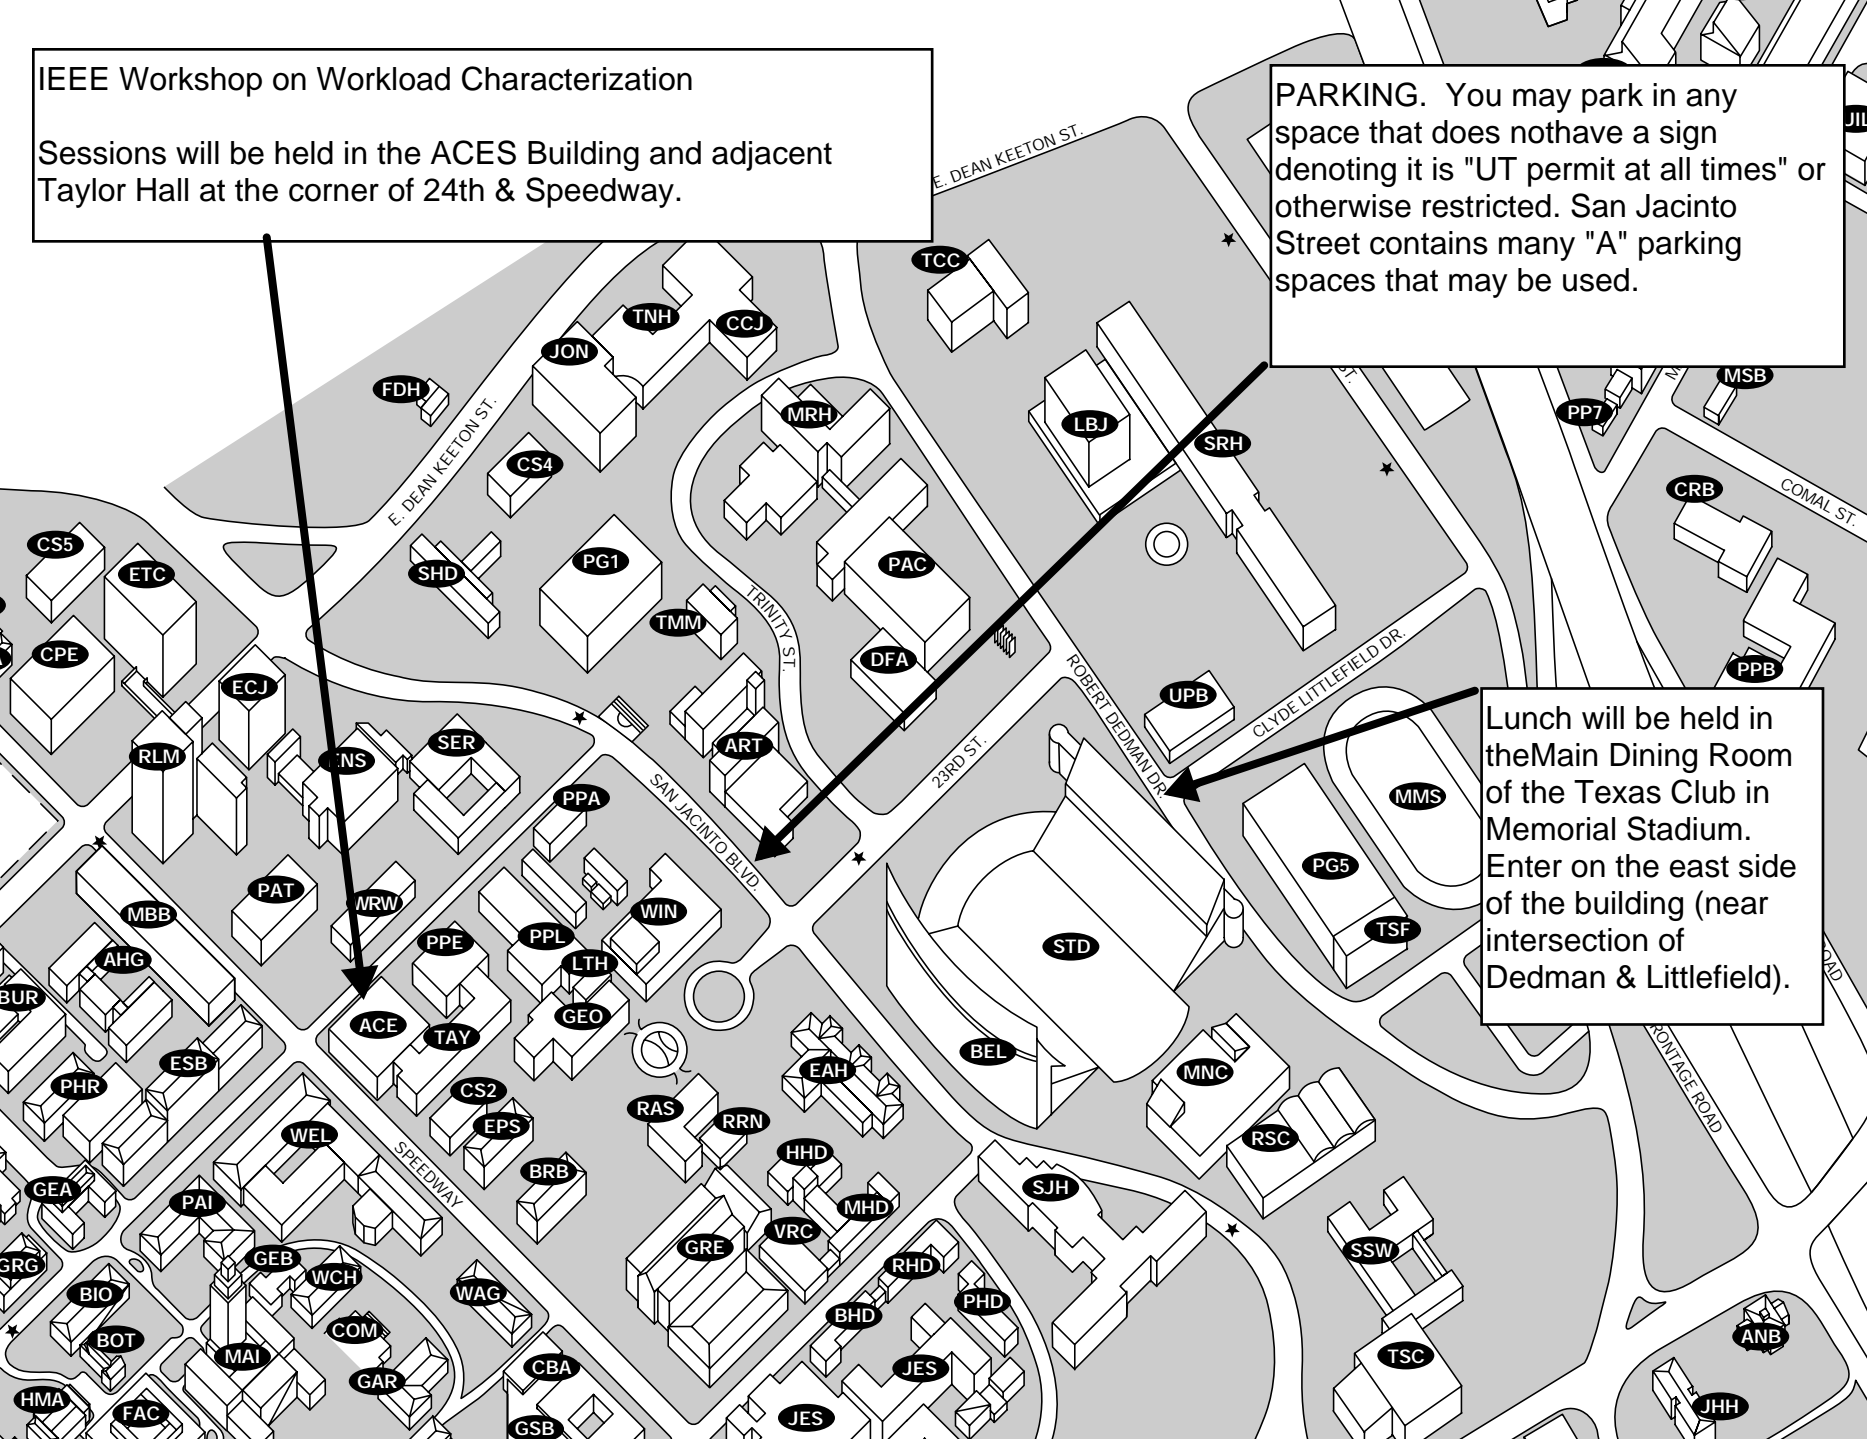 IEEE Workshop on Workload Characterization
Sessions will be held in the ACES Building and adjacent
Taylor Hall at the corner of 24th & Speedway.
PARKING. You may park in any
space that does nothave a sign
denoting it is "UT permit at all times" or
otherwise restricted. San Jacinto
Street contains many "A" parking
spaces that may be used.
Lunch will be held in
theMain Dining Room
of the Texas Club in
Memorial Stadium.
Enter on the east side
of the building (near
intersection of
Dedman & Littlefield).
E. DEAN KEETON ST.
TCC
TNH
CCJ
JON
FDH
MRH
LBJ
SRH
ST.
MSB
PP7
E. DEAN KEETON ST.
CS4
CRB
COMAL ST.
CS5
ETC
SHD
PG1
PAC
TRINITY ST.
TMM
CPE
DFA
ROBERT DEDMAN DR.
CLYDE LITTLEFIELD DR.
PPB
ECJ
UPB
RLM
ENS
SER
ART
23RD ST.
SAN JACINTO BLVD.
PPA
MMS
PG5
PAT
WRW
MBB
WIN
PPE
PPL
LTH
STD
TSF
AHG
BUR
ACE
TAY
GEO
ROAD
FRONTAGE ROAD
ESB
PHR
BEL
EAH
MNC
CS2
EPS
RAS
RRN
WEL
RSC
SPEEDWAY
BRB
HHD
GEA
PAI
MHD
SJH
VRC
GRE
SSW
GRG
GEB
WCH
RHD
BIO
WAG
PHD
BHD
BOT
COM
ANB
MAI
GAR
CBA
JES
TSC
HMA
FAC
GSB
JES
JHH